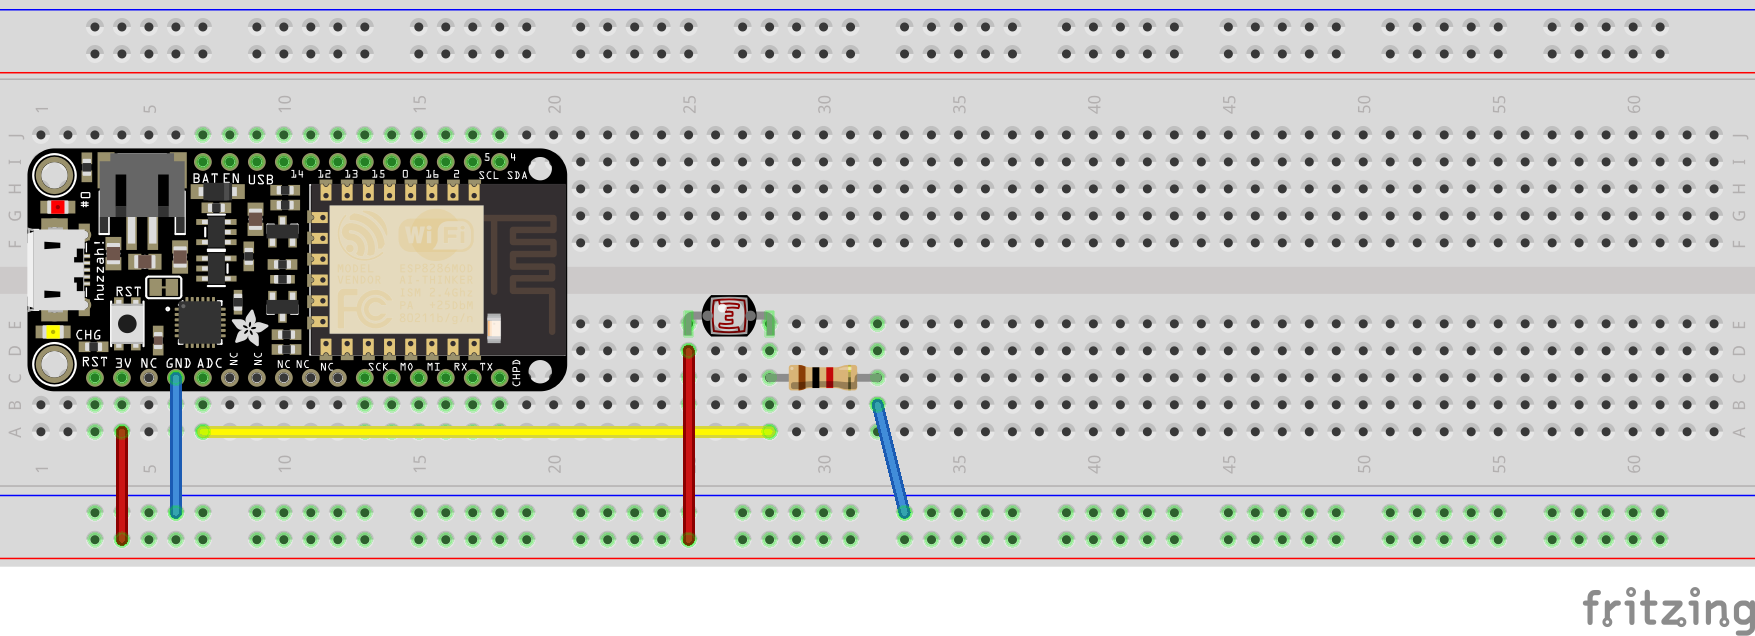 1 5 10 15 20 25 30 35 40 45 50 55 60
J J
I I
H H
G G
F F
BAT EN USB 14 12 13 15 0 16 2 5 SCL 4 SDA
#0
huzzah!
WiFi
FC
RST
CHG
RST 3V NC GND ADC NC NC NC NC NC SCK MO MI RX TX CHPD
E E
D D
C C
B B
A A
1 5 10 15 20 25 30 35 40 45 50 55 60
fritzing